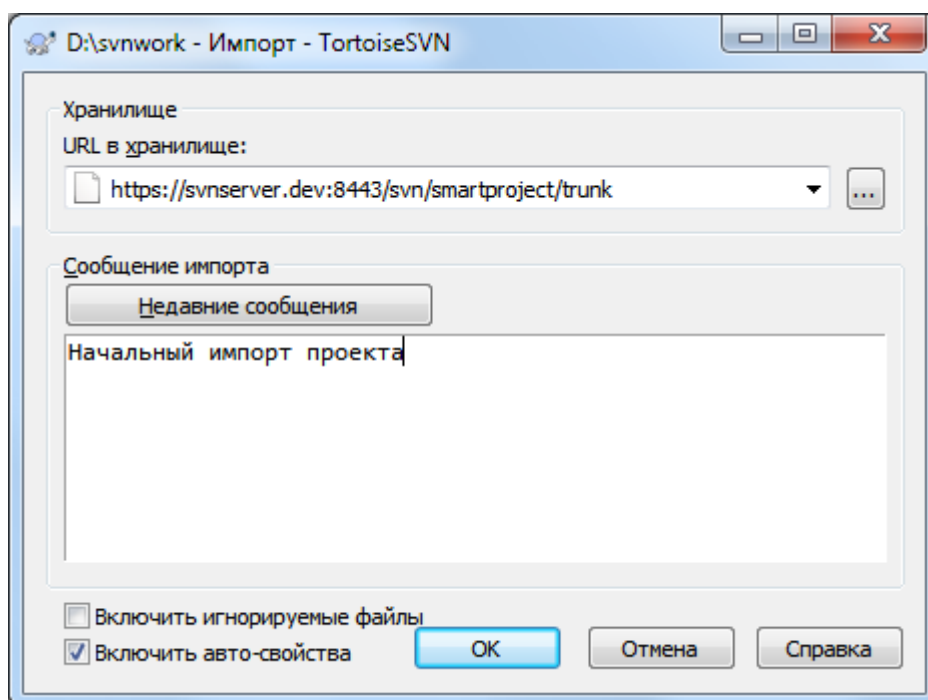 D:\svnwork - Импорт - TortoiseSVN
Хранилище
URL в хранилище:
https://svnserver.dev:8443/svn/smartproject/trunk
...
Сообщение импорта
Недавние сообщения
Начальный импорт проекта
Включить игнорируемые файлы
Включить авто-свойства
OK
Отмена
Справка